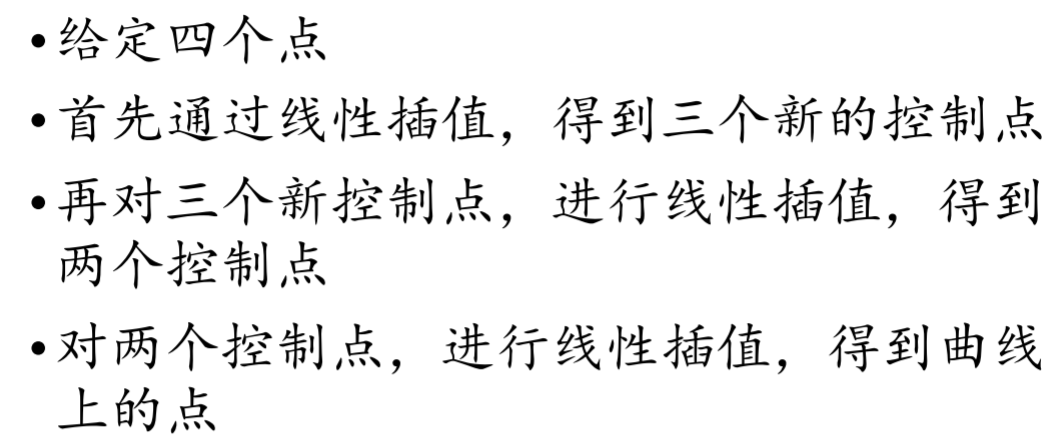 •给定四个点
•首先通过线性插值，得到三个新的控制点
•再对三个新控制点，进行线性插值，得到
两个控制点
•对两个控制点，进行线性插值，得到曲线
上的点